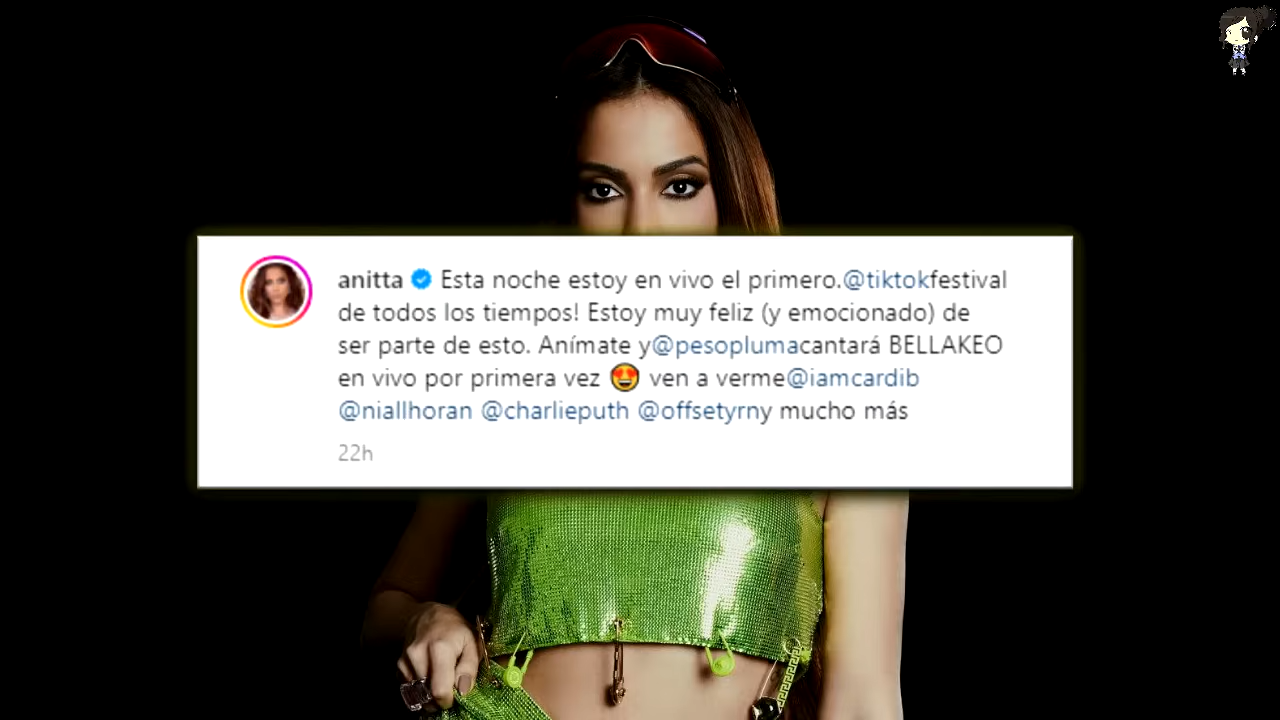 anitta Esta noche estoy en vivo el primero.@tiktokfestival
de todos los tiempos! Estoy muy feliz (y emocionado) de
ser parte de esto. Anímate y@pesoplumacantará BELLAKEO
en vivo por primera vez 😍 ven a verme@iamcardib
@niallhoran @charlieputh @offsetyrny mucho más
22h